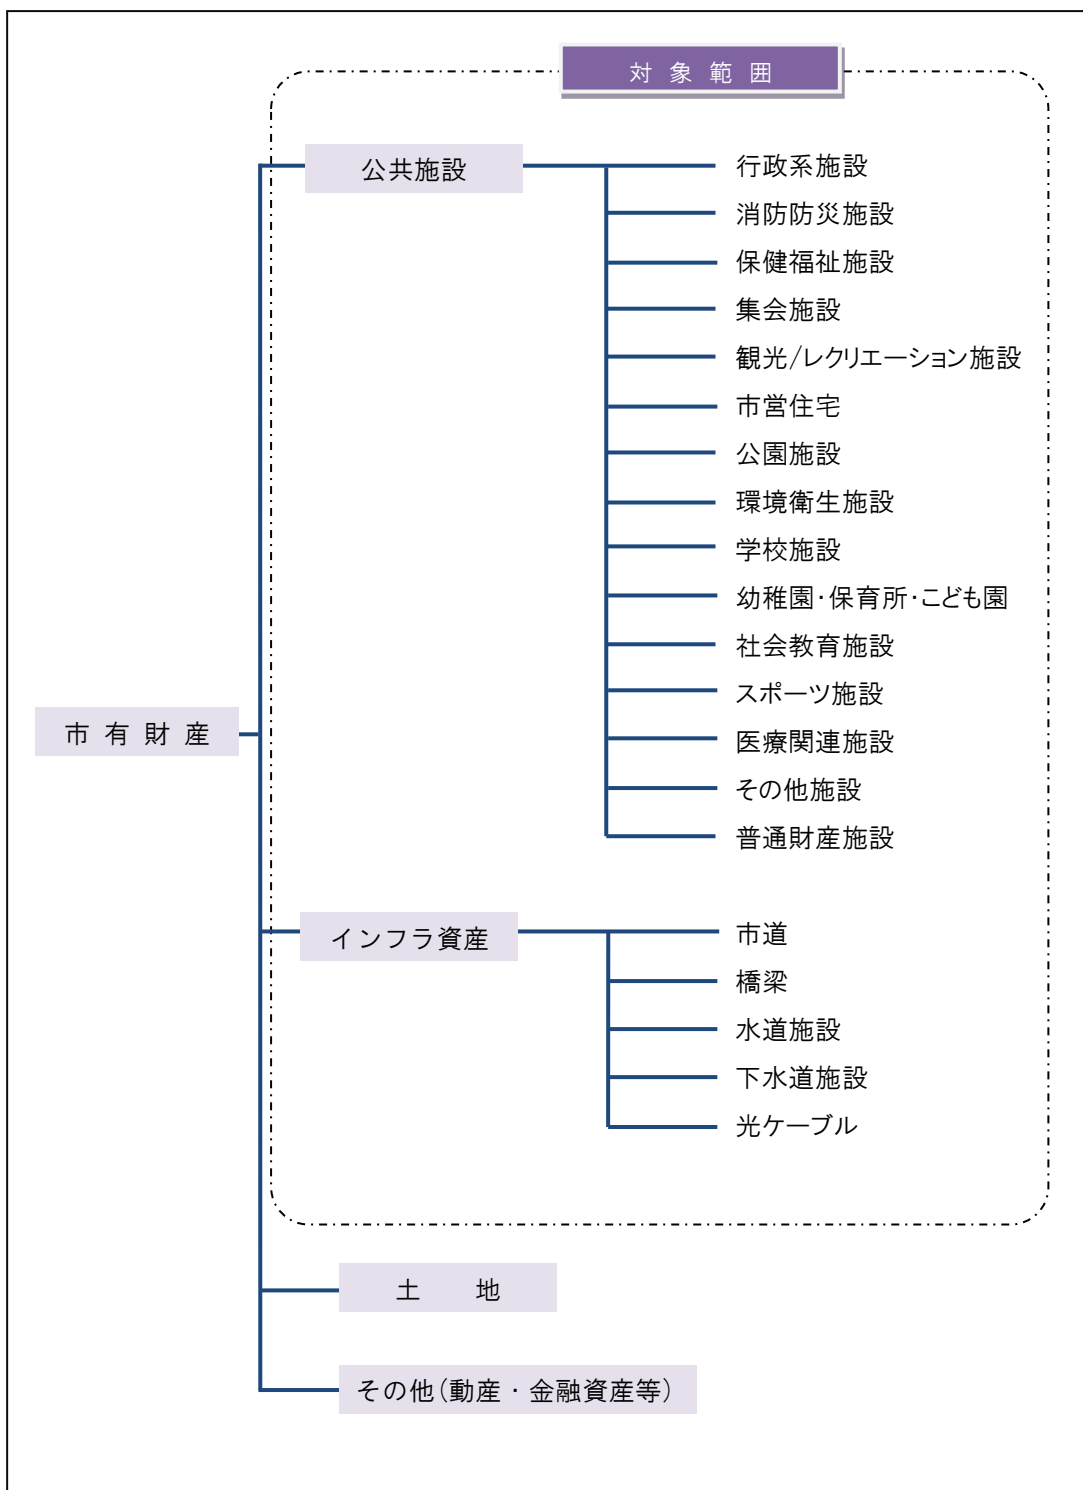 対象範囲
公共施設
行政系施設
消防防災施設
保健福祉施設
集会施設
観光/レクリエーション施設
市営住宅
公園施設
環境衛生施設
学校施設
幼稚園・保育所・こども園
社会教育施設
スポーツ施設
医療関連施設
その他施設
普通財産施設
市有財産
インフラ資産
市道
橋梁
水道施設
下水道施設
光ケーブル
土　地
その他(動産・金融資産等)